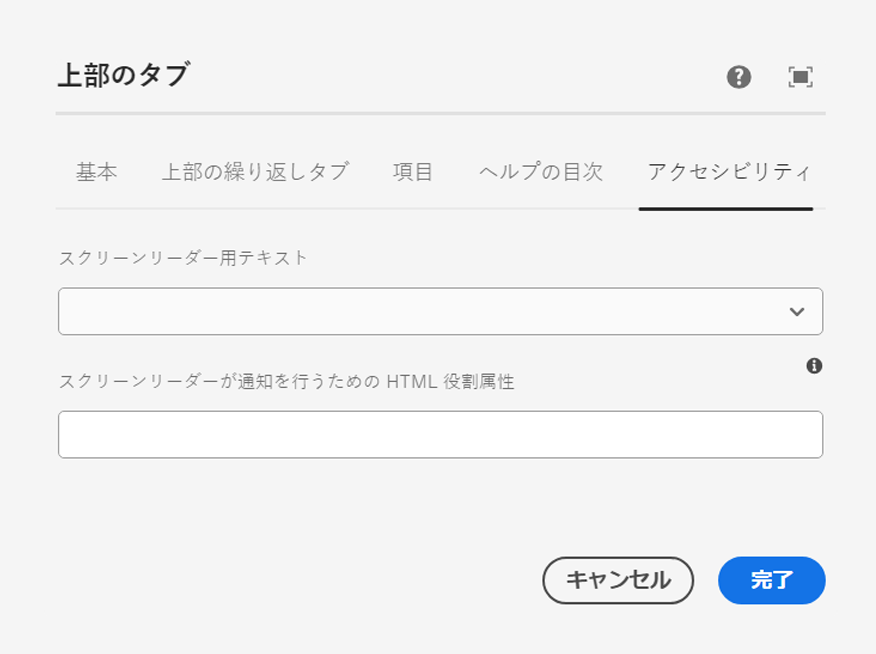 上部のタブ
基本 上部の繰り返しタブ 項目 ヘルプの目次 アクセシビリティ
スクリーンリーダー用テキスト
スクリーンリーダーが通知を行うための HTML 役割属性
キャンセル 完了